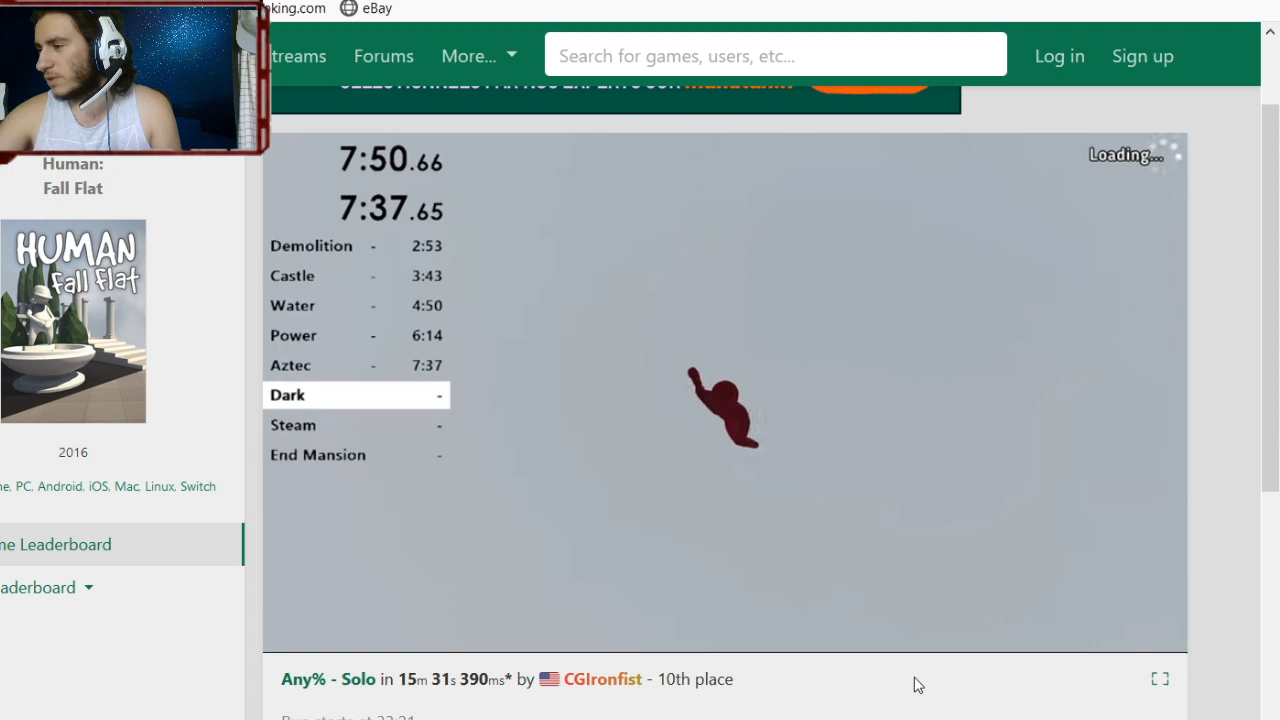 oking.com eBay
treams Forums More... Search for games, users, etc... Log in Sign up
Human:
Fall Flat
HUMAN
fall flat
2016
ne, PC, Android, iOS, Mac, Linux, Switch
me Leaderboard
aderboard
7:50.66
7:37.65
Loading...
Demolition - 2:53
Castle - 3:43
Water - 4:50
Power - 6:14
Aztec - 7:37
Dark -
Steam -
End Mansion -
Any% - Solo in 15m 31s 390ms* by CGIronfist - 10th place